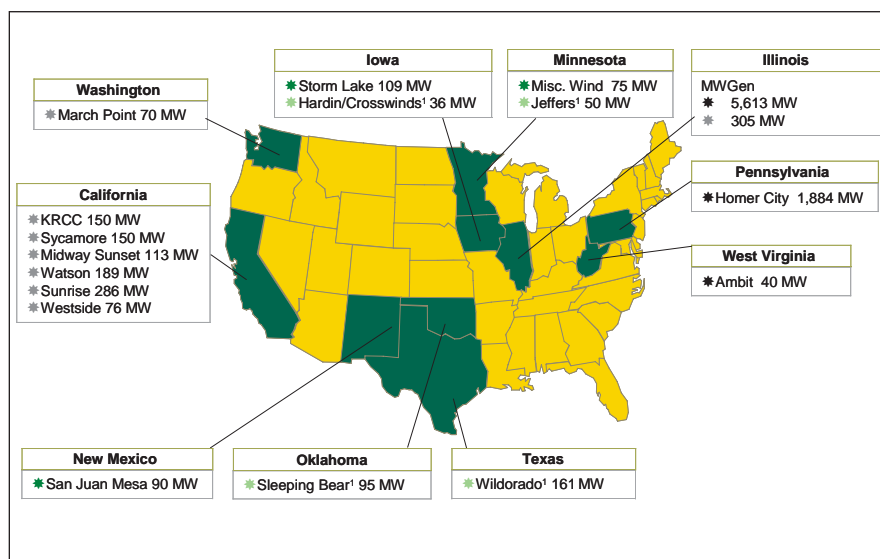 Washington
March Point 70 MW
Iowa
Storm Lake 109 MW
Hardin/Crosswinds¹ 36 MW
Minnesota
Misc. Wind 75 MW
Jeffers¹ 50 MW
Illinois
MWGen
5,613 MW
305 MW
California
KRCC 150 MW
Sycamore 150 MW
Midway Sunset 113 MW
Watson 189 MW
Sunrise 286 MW
Westside 76 MW
Pennsylvania
Homer City 1,884 MW
West Virginia
Ambit 40 MW
New Mexico
San Juan Mesa 90 MW
Oklahoma
Sleeping Bear¹ 95 MW
Texas
Wildorado¹ 161 MW